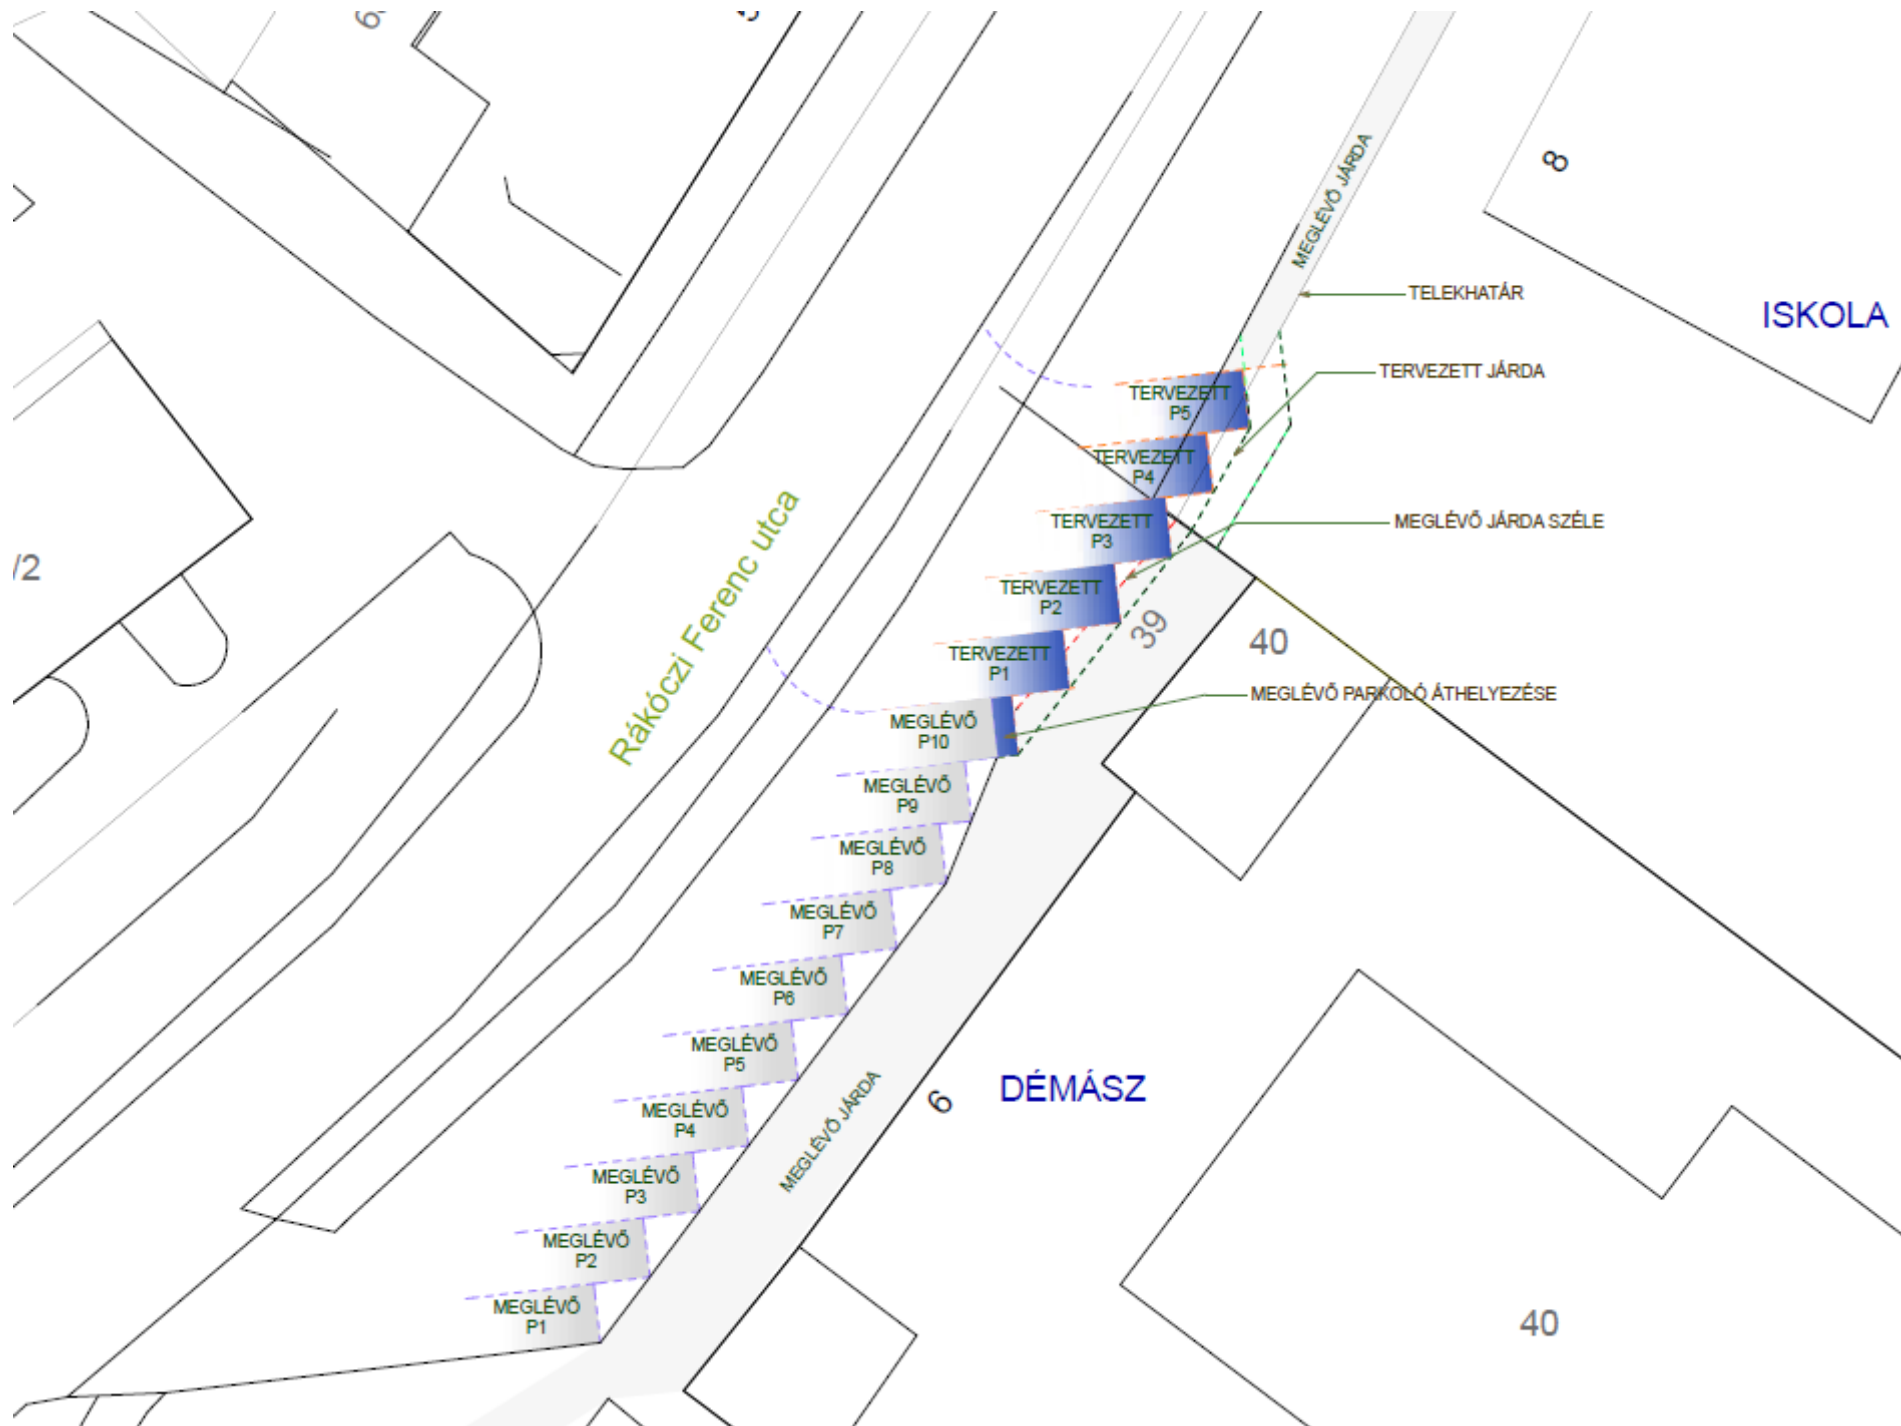 8
MEGLÉVŐ JÁRDA
TELEKHATÁR
ISKOLA
TERVEZETT JÁRDA
TERVEZETT
P5
TERVEZETT
P4
TERVEZETT
P3
MEGLÉVŐ JÁRDA SZÉLE
/2
Rákóczi Ferenc utca
TERVEZETT
P2
39
40
TERVEZETT
P1
MEGLÉVŐ PARKOLÓ ÁTHELYEZÉSE
MEGLÉVŐ
P10
MEGLÉVŐ
P9
MEGLÉVŐ
P8
MEGLÉVŐ
P7
MEGLÉVŐ
P6
MEGLÉVŐ
P5
MEGLÉVŐ
P4
MEGLÉVŐ JÁRDA
6
DÉMÁSZ
MEGLÉVŐ
P3
MEGLÉVŐ
P2
MEGLÉVŐ
P1
40